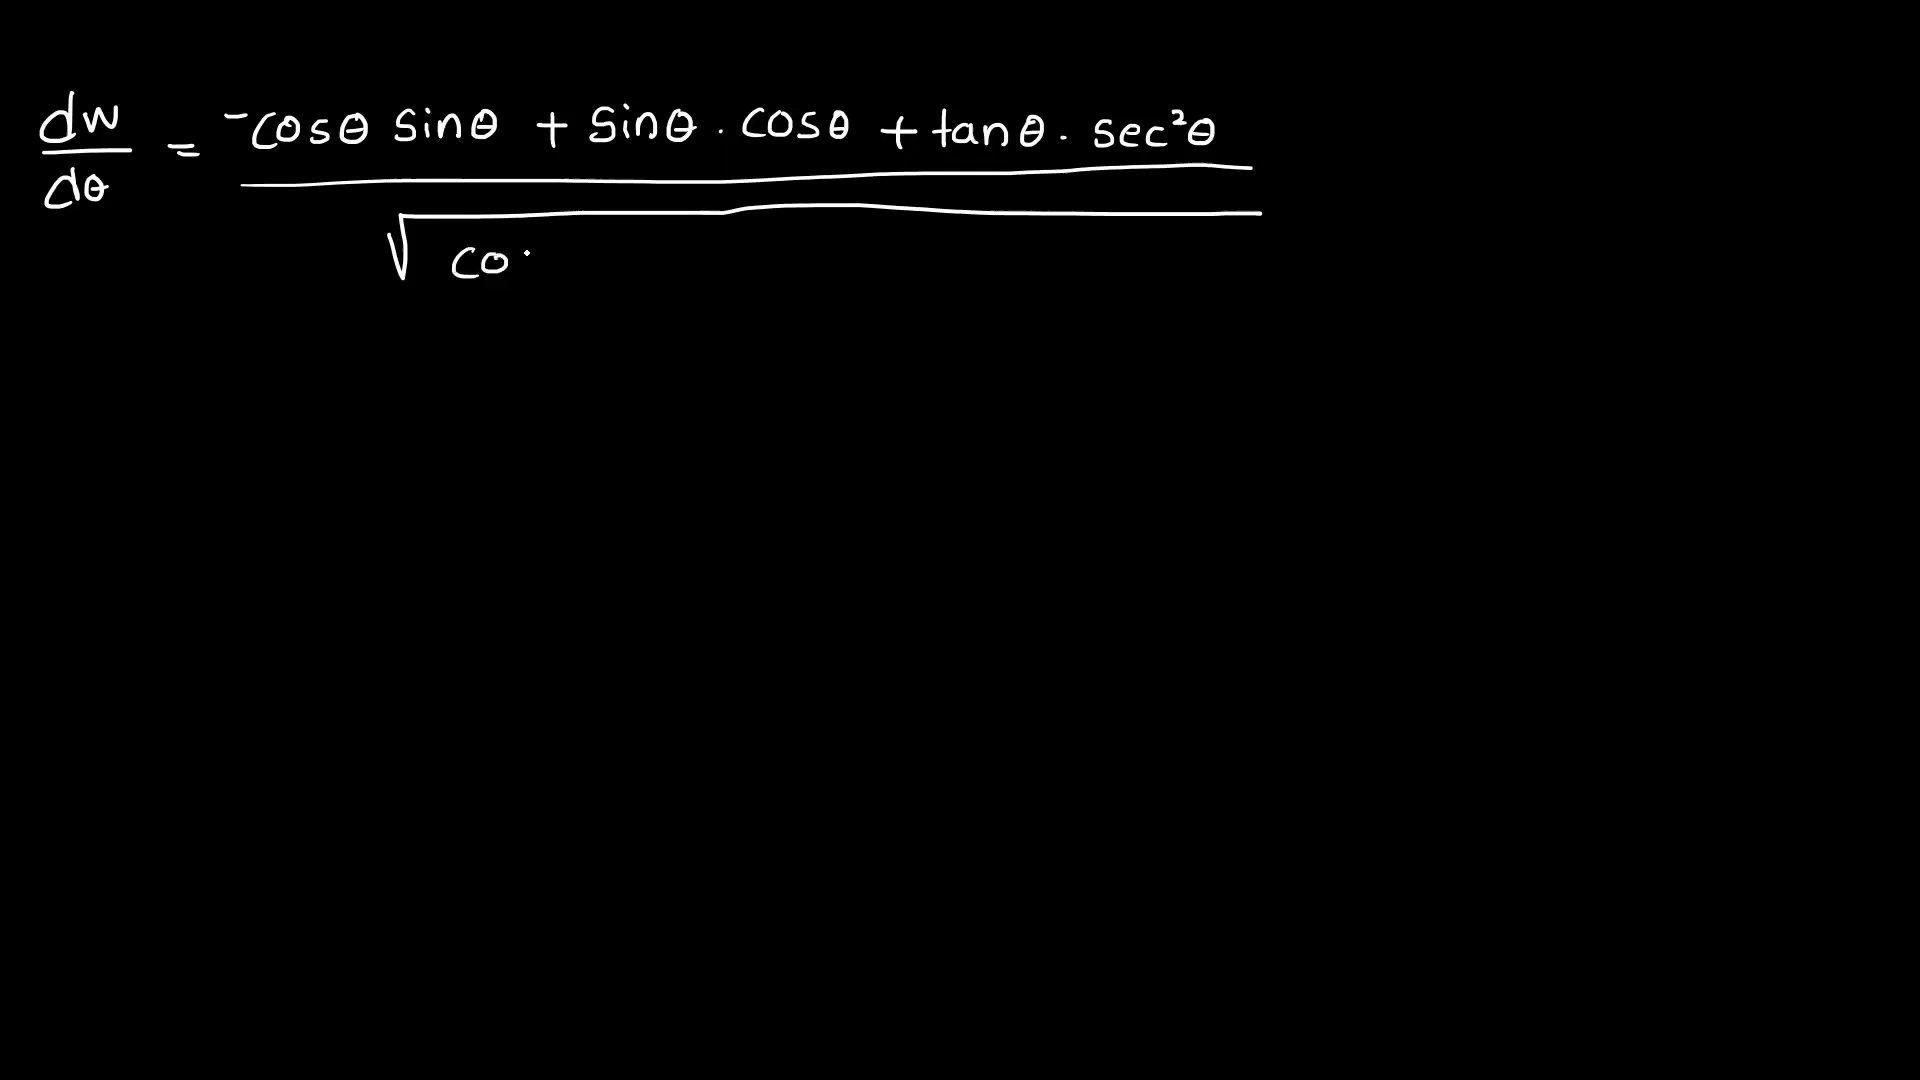 dw/dθ = (-cosθ sinθ + sinθ . cosθ + tanθ . sec²θ) / √(co